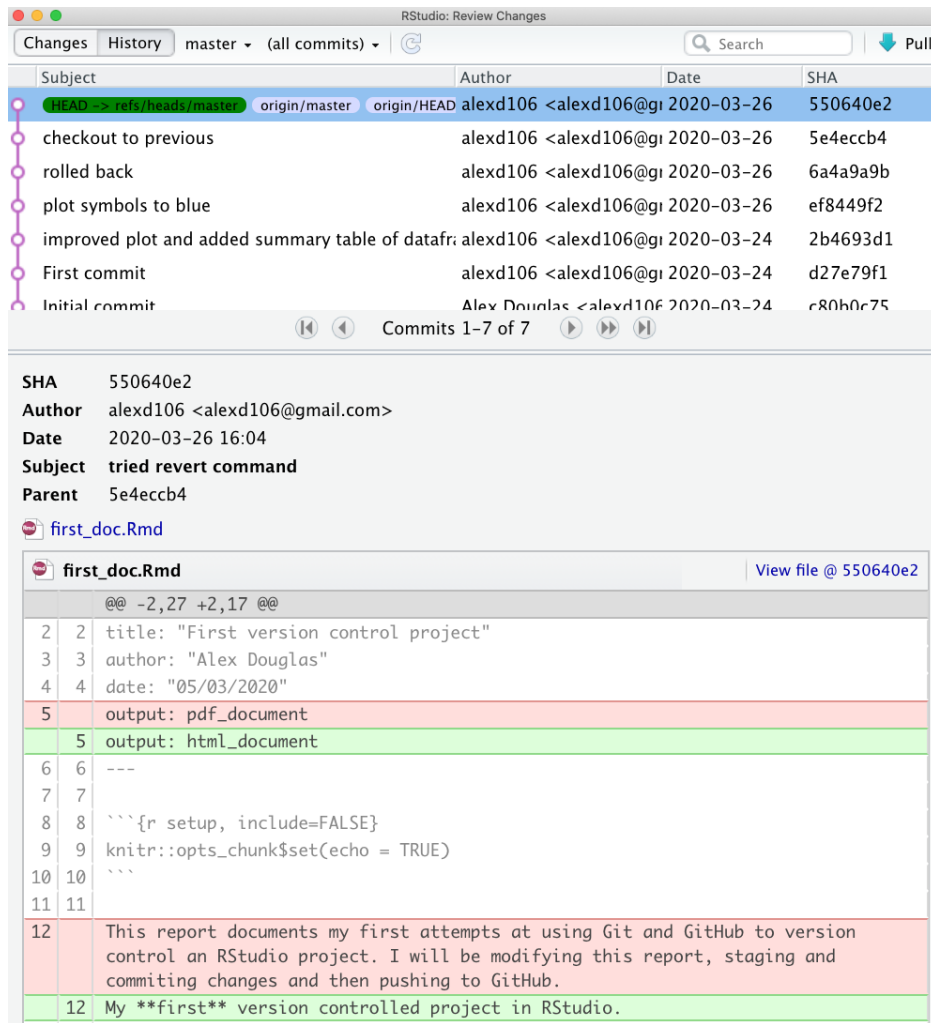 RStudio: Review Changes
Changes History master (all commits) Search Pull
Subject Author Date SHA
HEAD -> refs/heads/master origin/master origin/HEAD alexd106 <alexd106@g 2020-03-26 550640e2
checkout to previous alexd106 <alexd106@g 2020-03-26 5e4eccb4
rolled back alexd106 <alexd106@g 2020-03-26 6a4a9a9b
plot symbols to blue alexd106 <alexd106@g 2020-03-26 ef8449f2
improved plot and added summary table of datafr alexd106 <alexd106@g 2020-03-24 2b4693d1
First commit alexd106 <alexd106@g 2020-03-24 d27e79f1
Initial commit Alex Douglas <alexd106 2020-03-24 c80b0c75
Commits 1-7 of 7
SHA 550640e2
Author alexd106 <alexd106@gmail.com>
Date 2020-03-26 16:04
Subject tried revert command
Parent 5e4eccb4
first_doc.Rmd
first_doc.Rmd View file @ 550640e2
@@ -2,27 +2,17 @@
2 2 title: "First version control project"
3 3 author: "Alex Douglas"
4 4 date: "05/03/2020"
5 output: pdf_document
5 output: html_document
6 6 ---
7 7
8 8 ```{r setup, include=FALSE}
9 9 knitr::opts_chunk$set(echo = TRUE)
10 10 ```
11 11
12 This report documents my first attempts at using Git and GitHub to version
control an RStudio project. I will be modifying this report, staging and
commiting changes and then pushing to GitHub.
12 My **first** version controlled project in RStudio.